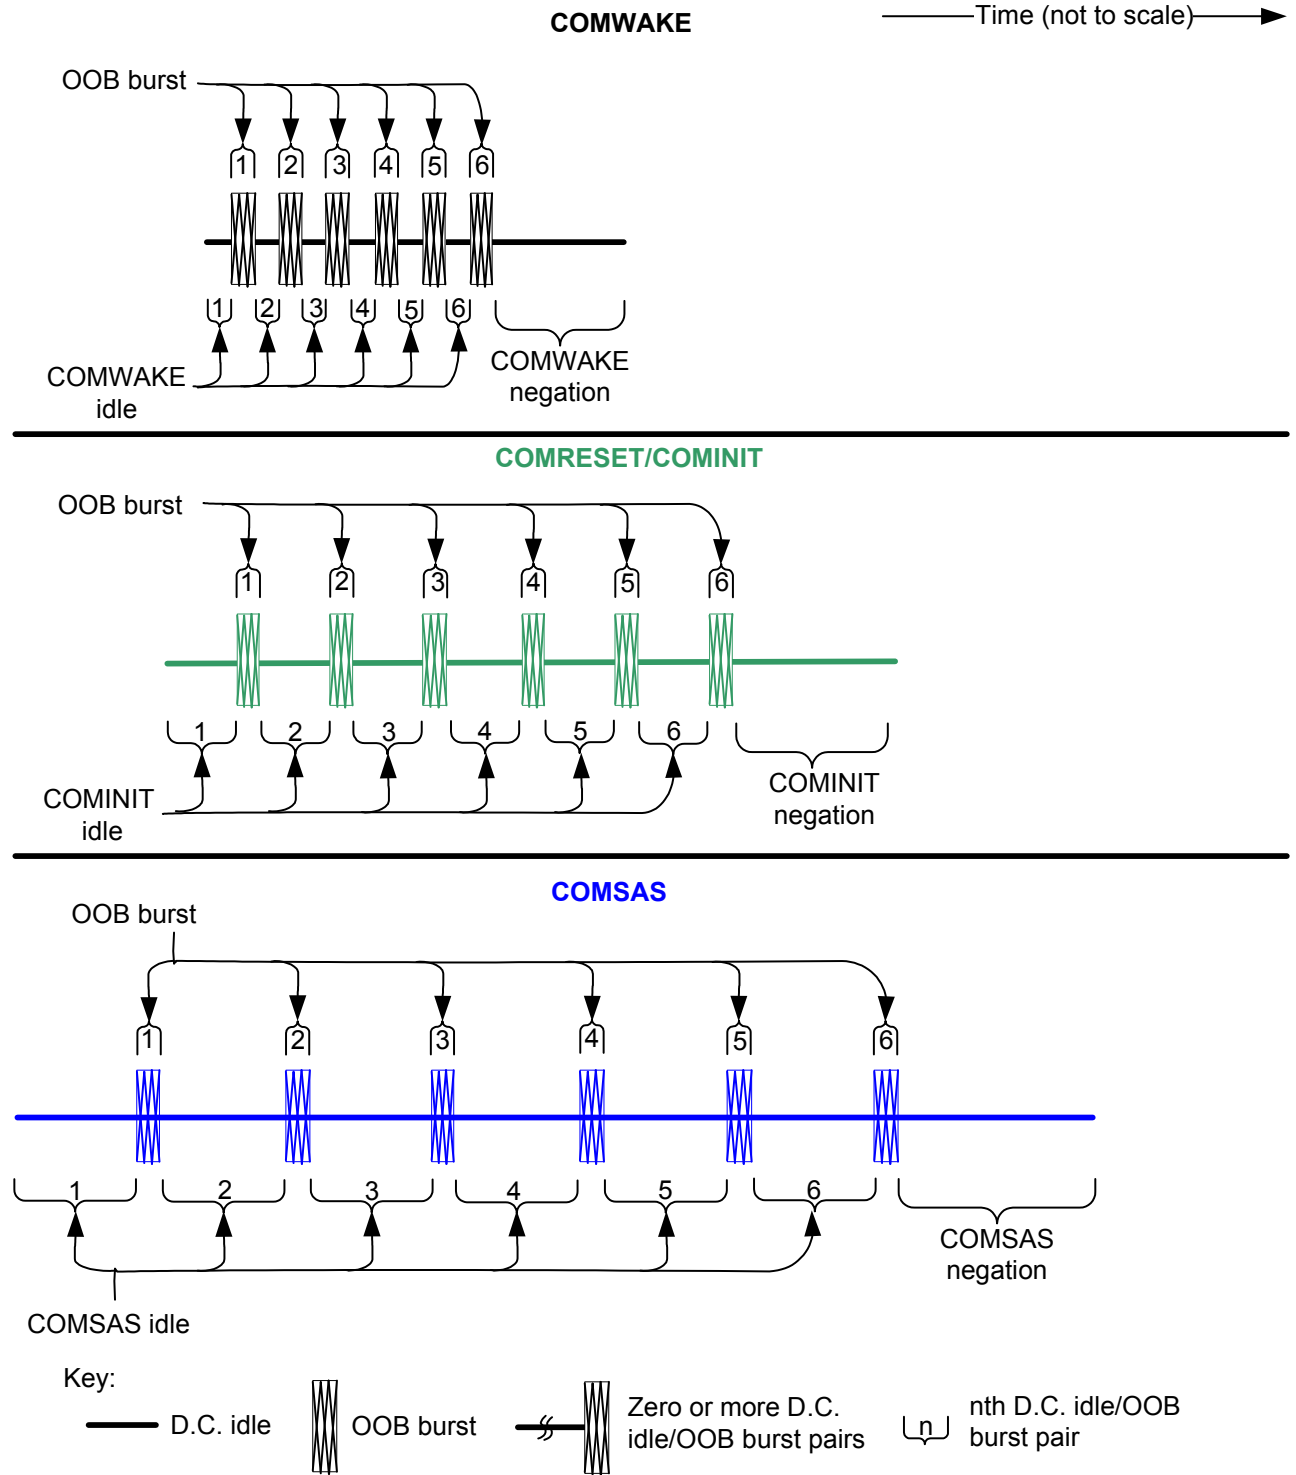 COMWAKE
Time (not to scale)
OOB burst
1 2 3 4 5 6
1 2 3 4 5 6
COMWAKE
idle
COMWAKE
negation
COMRESET/COMINIT
OOB burst
1 2 3 4 5 6
1 2 3 4 5 6
COMINIT
idle
COMINIT
negation
COMSAS
OOB burst
1 2 3 4 5 6
1 2 3 4 5 6
COMSAS
negation
COMSAS idle
Key:
D.C. idle
OOB burst
Zero or more D.C.
idle/OOB burst pairs
n
nth D.C. idle/OOB
burst pair